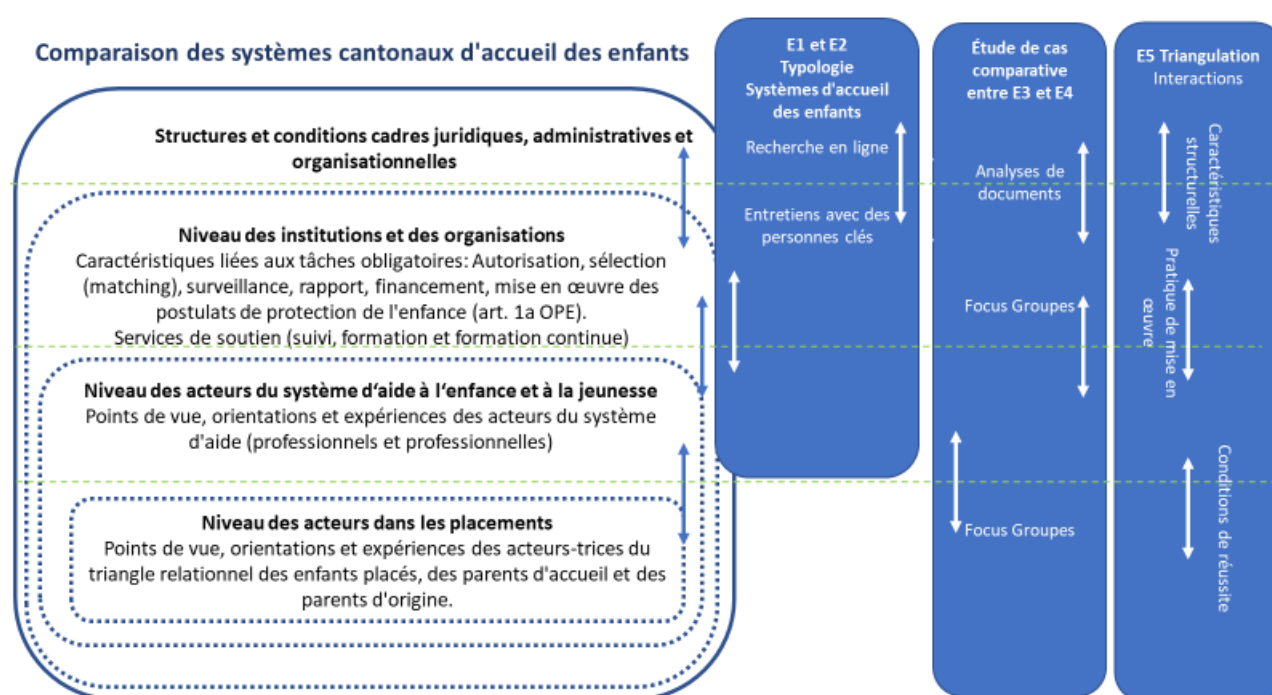 Comparaison des systèmes cantonaux d'accueil des enfants
Structures et conditions cadres juridiques, administratives et
organisationnelles
Niveau des institutions et des organisations
Caractéristiques liées aux tâches obligatoires: Autorisation, sélection
(matching), surveillance, rapport, financement, mise en œuvre des
postulats de protection de l'enfance (art. 1a OPE).
Services de soutien (suivi, formation et formation continue)
Niveau des acteurs du système d‘aide à l‘enfance et à la jeunesse
Points de vue, orientations et expériences des acteurs du système
d'aide (professionnels et professionnelles)
Niveau des acteurs dans les placements
Points de vue, orientations et expériences des acteurs-trices du
triangle relationnel des enfants placés, des parents d'accueil et des
parents d'origine.
E1 et E2
Typologie
Systèmes d'accueil
des enfants
Recherche en ligne
Entretiens avec des
personnes clés
Étude de cas
comparative
entre E3 et E4
Analyses de
documents
Focus Groupes
Focus Groupes
E5 Triangulation
Interactions
Caractéristiques
structurelles
Pratique de mise en
œuvre
Conditions de réussite